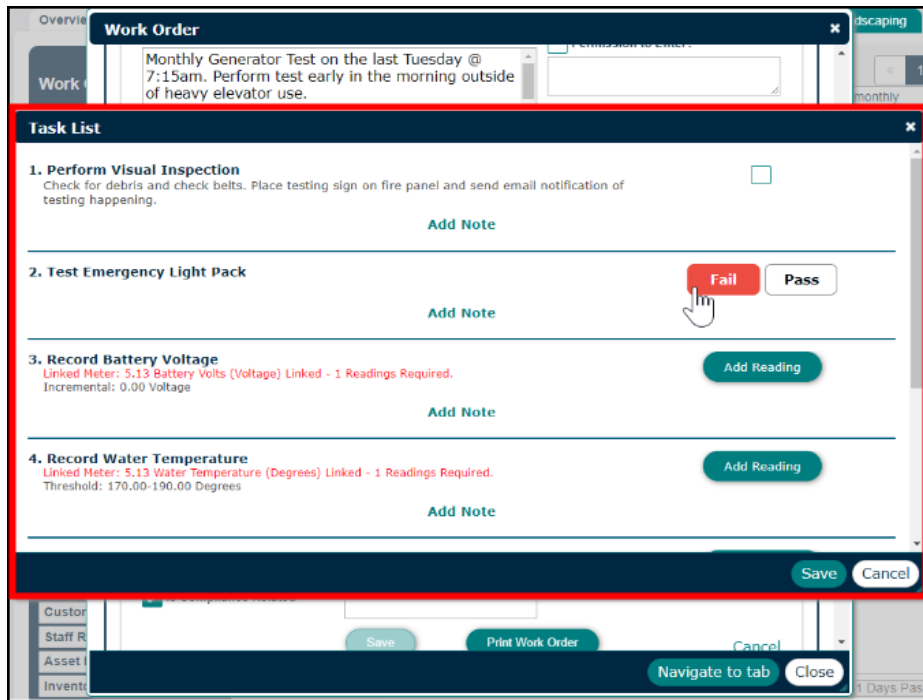 Work Order
dscaping
Monthly Generator Test on the last Tuesday @
7:15am. Perform test early in the morning outside
of heavy elevator use.
Work
monthly
Task List
1. Perform Visual Inspection
Check for debris and check belts. Place testing sign on fire panel and send email notification of
testing happening.
Add Note
2. Test Emergency Light Pack
Fail
Pass
Add Note
3. Record Battery Voltage
Linked Meter: 5.13 Battery Volts (Voltage) Linked - 1 Readings Required.
Incremental: 0.00 Voltage
Add Reading
Add Note
4. Record Water Temperature
Linked Meter: 5.13 Water Temperature (Degrees) Linked - 1 Readings Required.
Threshold: 170.00-190.00 Degrees
Add Reading
Add Note
Save
Cancel
Custor
Staff R
Save
Print Work Order
Cancel
Asset
Navigate to tab
Close
Invento
Days Pas